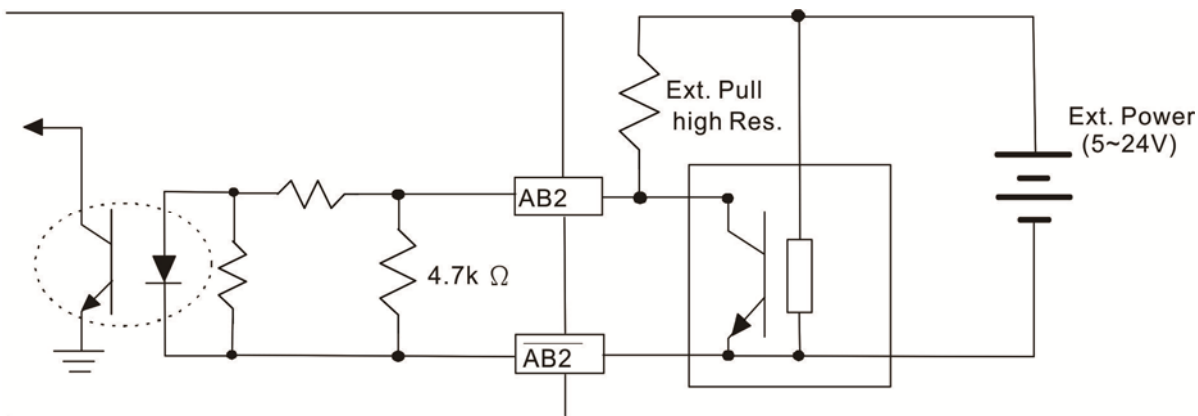 Ext. Pull
high Res.
Ext. Power
(5~24V)
AB2
4.7k Ω
AB2